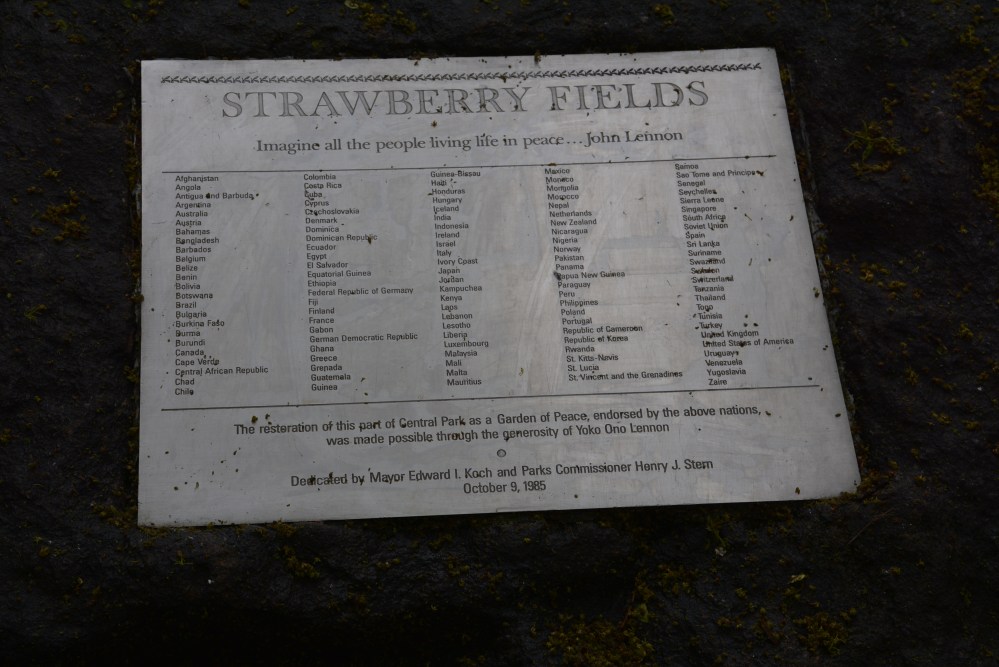 STRAWBERRY FIELDS
Imagine all the people living life in peace...John Lennon
Afghanistan
Angola
Antigua and Barbuda
Argentina
Australia
Austria
Bahamas
Bangladesh
Barbados
Belgium
Belize
Benin
Bolivia
Botswana
Brazil
Bulgaria
Burkina Faso
Burma
Burundi
Canada
Cape Verde
Central African Republic
Chad
Chile
Colombia
Costa Rica
Cuba
Cyprus
Czechoslovakia
Denmark
Dominica
Dominican Republic
Ecuador
Egypt
El Salvador
Equatorial Guinea
Ethiopia
Federal Republic of Germany
Fiji
Finland
France
Gabon
German Democratic Republic
Ghana
Greece
Grenada
Guatemala
Guinea
Guinea-Bissau
Haiti
Honduras
Hungary
Iceland
India
Indonesia
Ireland
Israel
Italy
Ivory Coast
Japan
Jordan
Kampuchea
Kenya
Laos
Lebanon
Lesotho
Liberia
Luxembourg
Malaysia
Mali
Malta
Mautitius
Mexico
Monaco
Mongolia
Morocco
Nepal
Netherlands
New Zealand
Nicaragua
Nigeria
Norway
Pakistan
Panama
Papua New Guinea
Paraguay
Peru
Philippines
Poland
Portugal
Republic of Cameroon
Republic of Korea
Rwanda
St. Kitts-Navis
St. Lucia
St. Vincent and the Grenadines
Samoa
Sao Tome and Principe
Senegal
Seychelles
Sierra Leone
Singapore
South Africa
Soviet Union
Spain
Sri Lanka
Suriname
Swaziland
Sweden
Switzerland
Tanzania
Thailand
Togo
Tunisia
Turkey
United Kingdom
United States of America
Uruguay
Venezuela
Yugoslavia
Zaire
The restoration of this part of Central Park as a Garden of Peace, endorsed by the above nations,
was made possible through the generosity of Yoko Ono Lennon
Dedicated by Mayor Edward I. Koch and Parks Commissioner Henry J. Stern
October 9, 1985